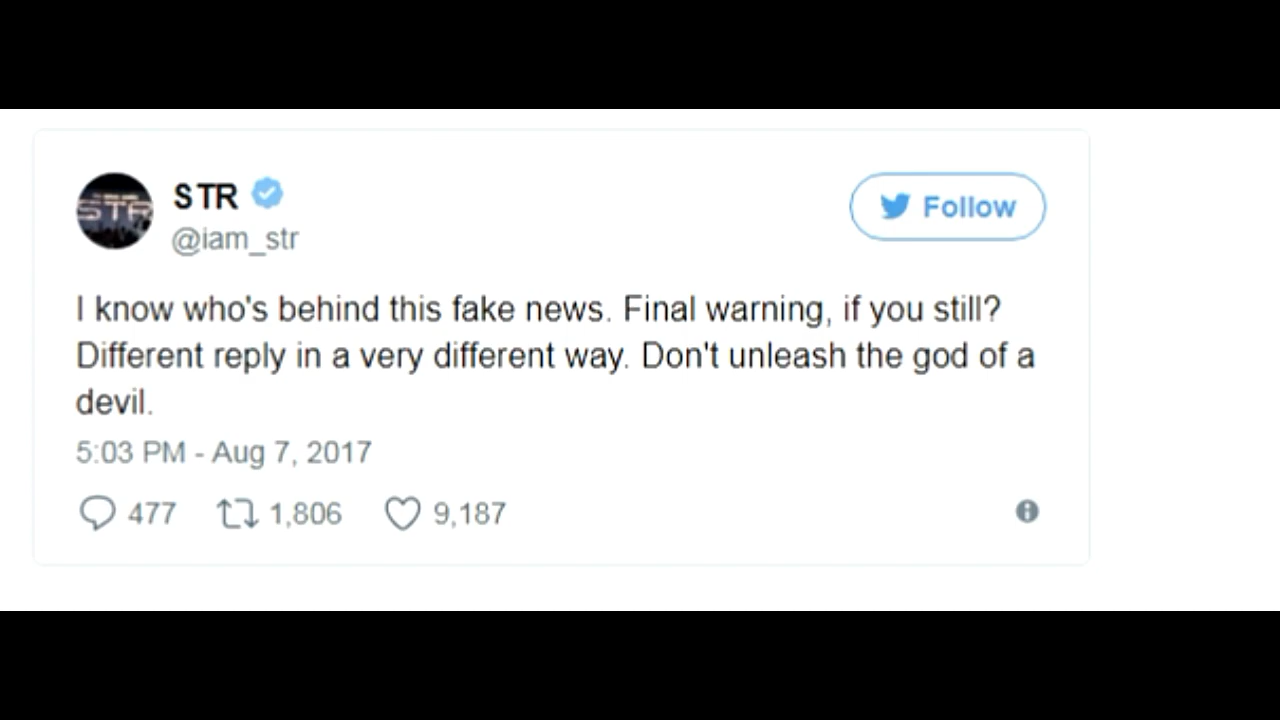 STR
STR
@iam_str
Follow
I know who's behind this fake news. Final warning, if you still?
Different reply in a very different way. Don't unleash the god of a
devil.
5:03 PM - Aug 7, 2017
477 1,806 9,187